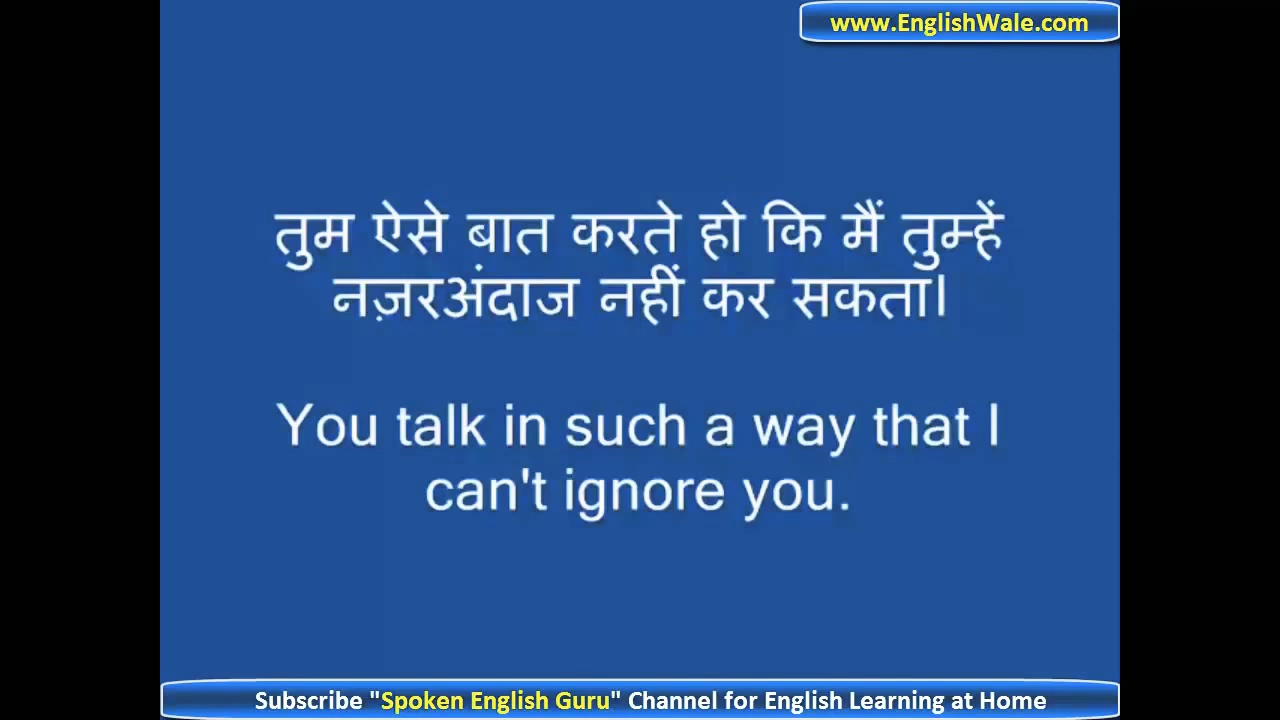 www.EnglishWale.com
तुम ऐसे बात करते हो कि मैं तुम्हें
नज़रअंदाज नहीं कर सकता।
You talk in such a way that I
can't ignore you.
Subscribe "Spoken English Guru" Channel for English Learning at Home